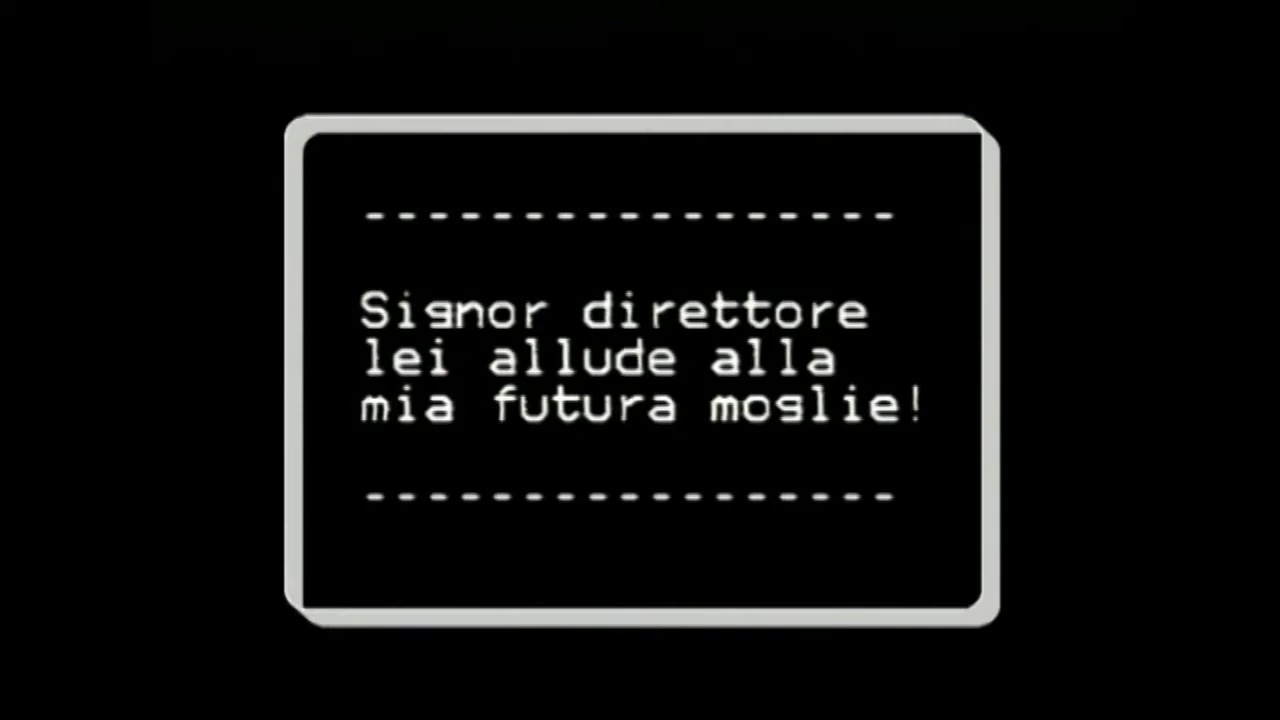 ------------------
Signor direttore
lei allude alla
mia futura moglie!
------------------